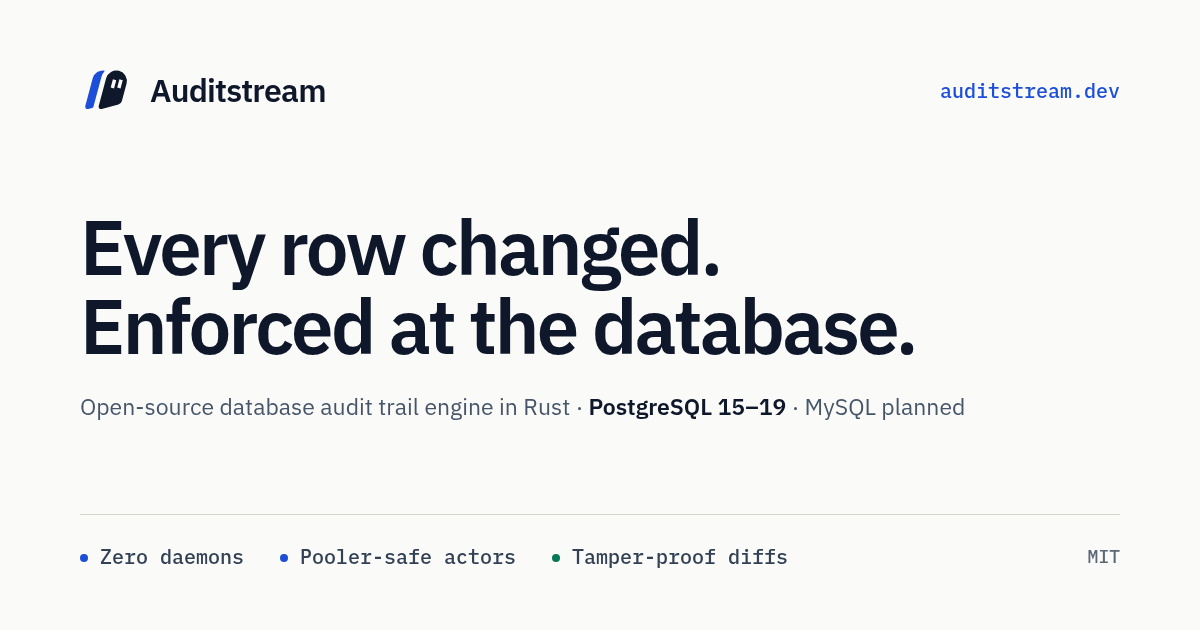 Auditstream
auditstream.dev
Every row changed.
Enforced at the database.
Open-source database audit trail engine in Rust · PostgreSQL 15–19 · MySQL planned
Zero daemons
Pooler-safe actors
Tamper-proof diffs
MIT